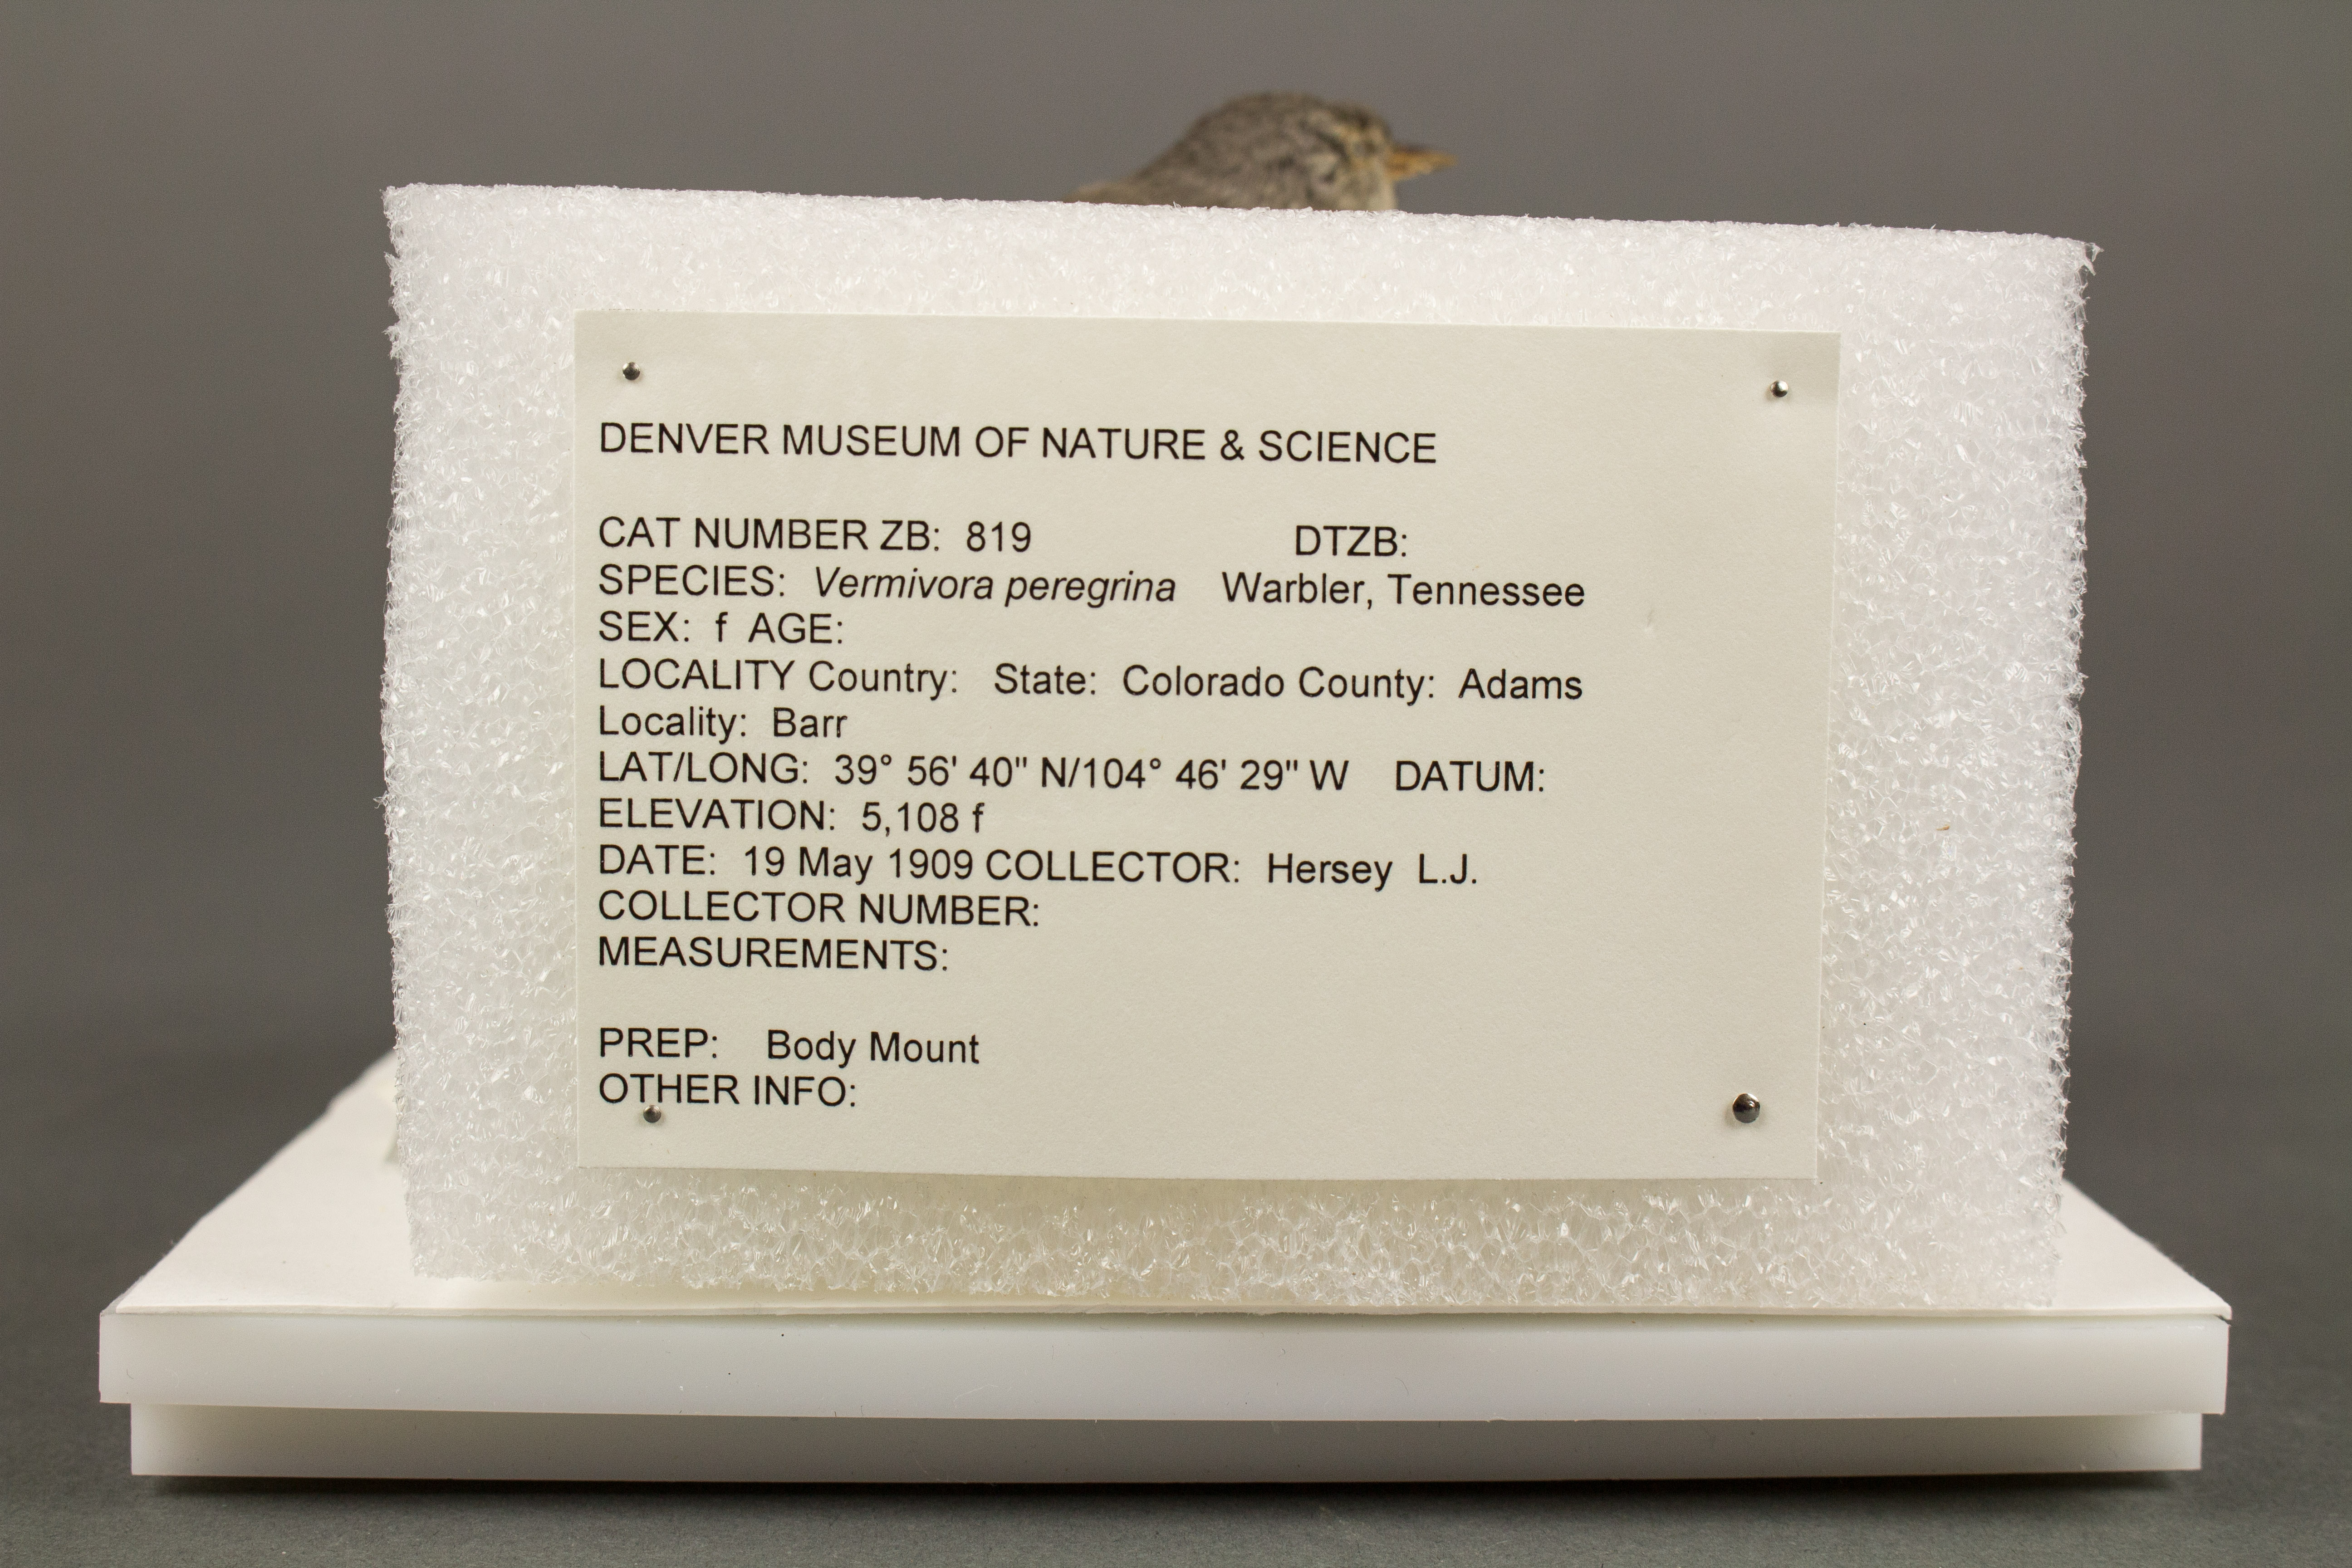 DENVER MUSEUM OF NATURE & SCIENCE
CAT NUMBER ZB: 819 DTZB:
SPECIES: Vermivora peregrina Warbler, Tennessee
SEX: f AGE:
LOCALITY Country: State: Colorado County: Adams
Locality: Barr
LAT/LONG: 39° 56' 40" N/104° 46' 29" W DATUM:
ELEVATION: 5,108 f
DATE: 19 May 1909 COLLECTOR: Hersey L.J.
COLLECTOR NUMBER:
MEASUREMENTS:
PREP: Body Mount
OTHER INFO: